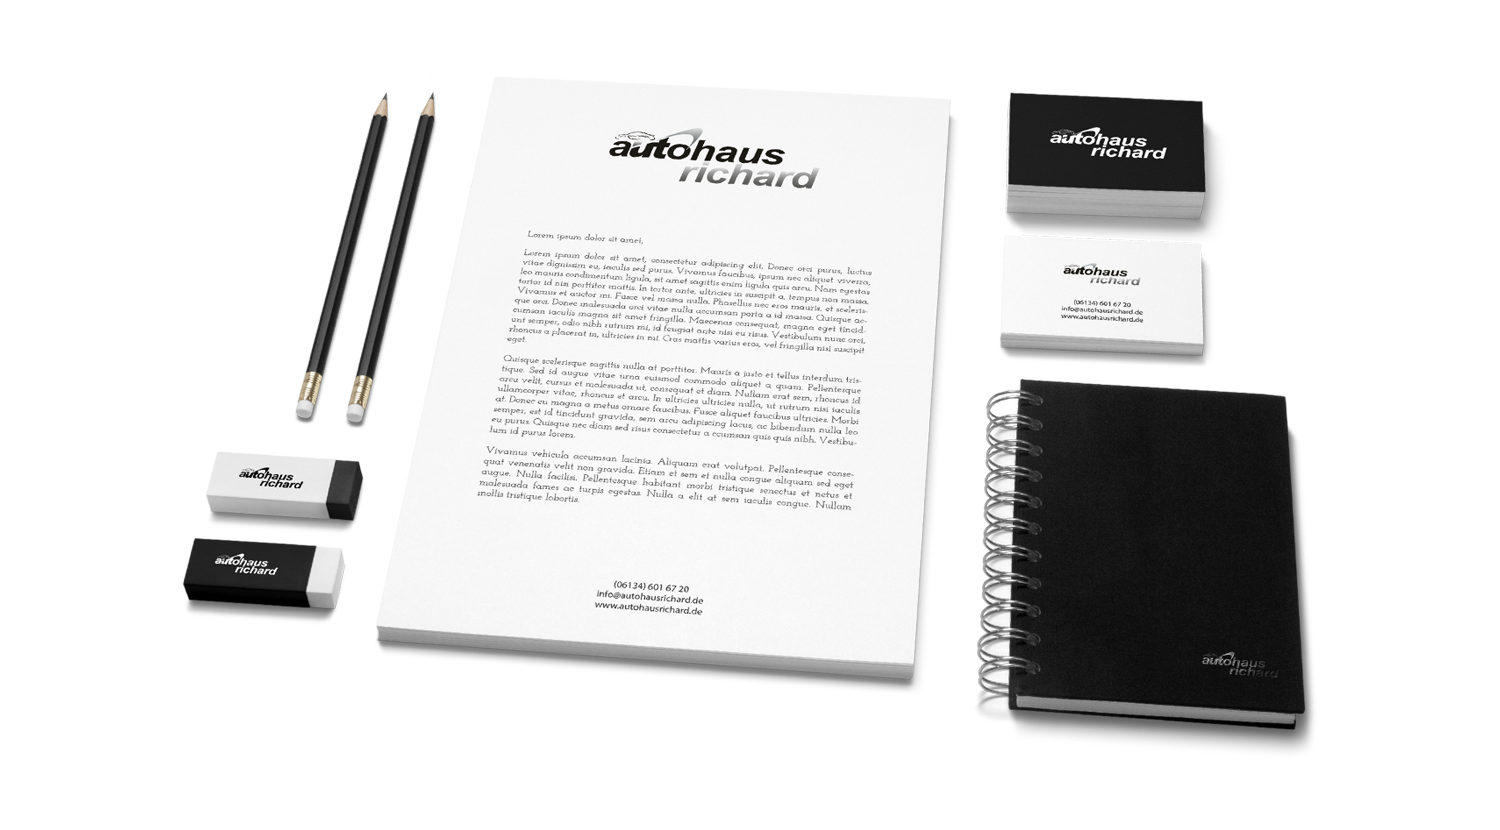 autohaus
richard
Lorem ipsum dolor sit amet,
Lorem ipsum dolor sit amet, consectetur adipiscing elit. Donec orci purus, luctus
vitae dignissim eu, iaculis sed purus. Vivamus faucibus, ipsum nec aliquet viverra,
leo mauris condimentum ligula, sit amet sagittis enim ligula quis arcu. Nam egestas
tortor id nisi porttitor mattis. In tortor ante, ultricies in suscipit a, tempus non massa.
Vivamus et auctor mi. Fusce vel massa nulla. Phasellus nec eros mauris, et sceleris-
que orci. Donec malesuada orci vitae nulla accumsan porta a id massa. Quisque ac-
cumsan iaculis magna sit amet fringilla. Maecenas consequat, magna eget tincid-
unt semper, odio nibh rutrum mi, id feugiat ante nisi eu risus. Vestibulum nunc orci,
rhoncus a placerat in, ultricies in mi. Cras mattis varius eros, vel fringilla nisi suscipit
eget.
Quisque scelerisque sagittis nulla at porttitor. Mauris a justo et tellus interdum tris-
tique. Sed id augue vitae urna euismod commodo aliquet a quam. Pellentesque
arcu velit, cursus et malesuada ut, consequat et diam. Nullam erat sem, rhoncus id
ullamcorper vitae, rhoncus et arcu. In ultricies ultricies nulla, ut rutrum nisi iaculis
at. Donec eu magna a metus ornare faucibus. Fusce aliquet faucibus ultricies. Morbi
semper, est id tincidunt gravida, sem arcu adipiscing lacus, ac bibendum nulla leo
eu purus. Quisque nec diam sed risus consectetur a ccumsan quis quis nibh. Vestibu-
lum id purus lorem.
Vivamus vehicula accumsan lacinia. Aliquam erat volutpat. Pellentesque conse-
quat venenatis velit non gravida. Etiam et sem et nulla congue aliquam sed eget
augue. Nulla facilisi. Pellentesque habitant morbi tristique senectus et netus et
malesuada fames ac turpis egestas. Nulla a elit at sem iaculis congue. Nullam
mollis tristique lobortis.
(06134) 601 67 20
info@autohausrichard.de
www.autohausrichard.de
autohaus
richard
autohaus
richard
autohaus
richard
autohaus
richard
(06134) 601 67 20
info@autohausrichard.de
www.autohausrichard.de
autohaus
richard